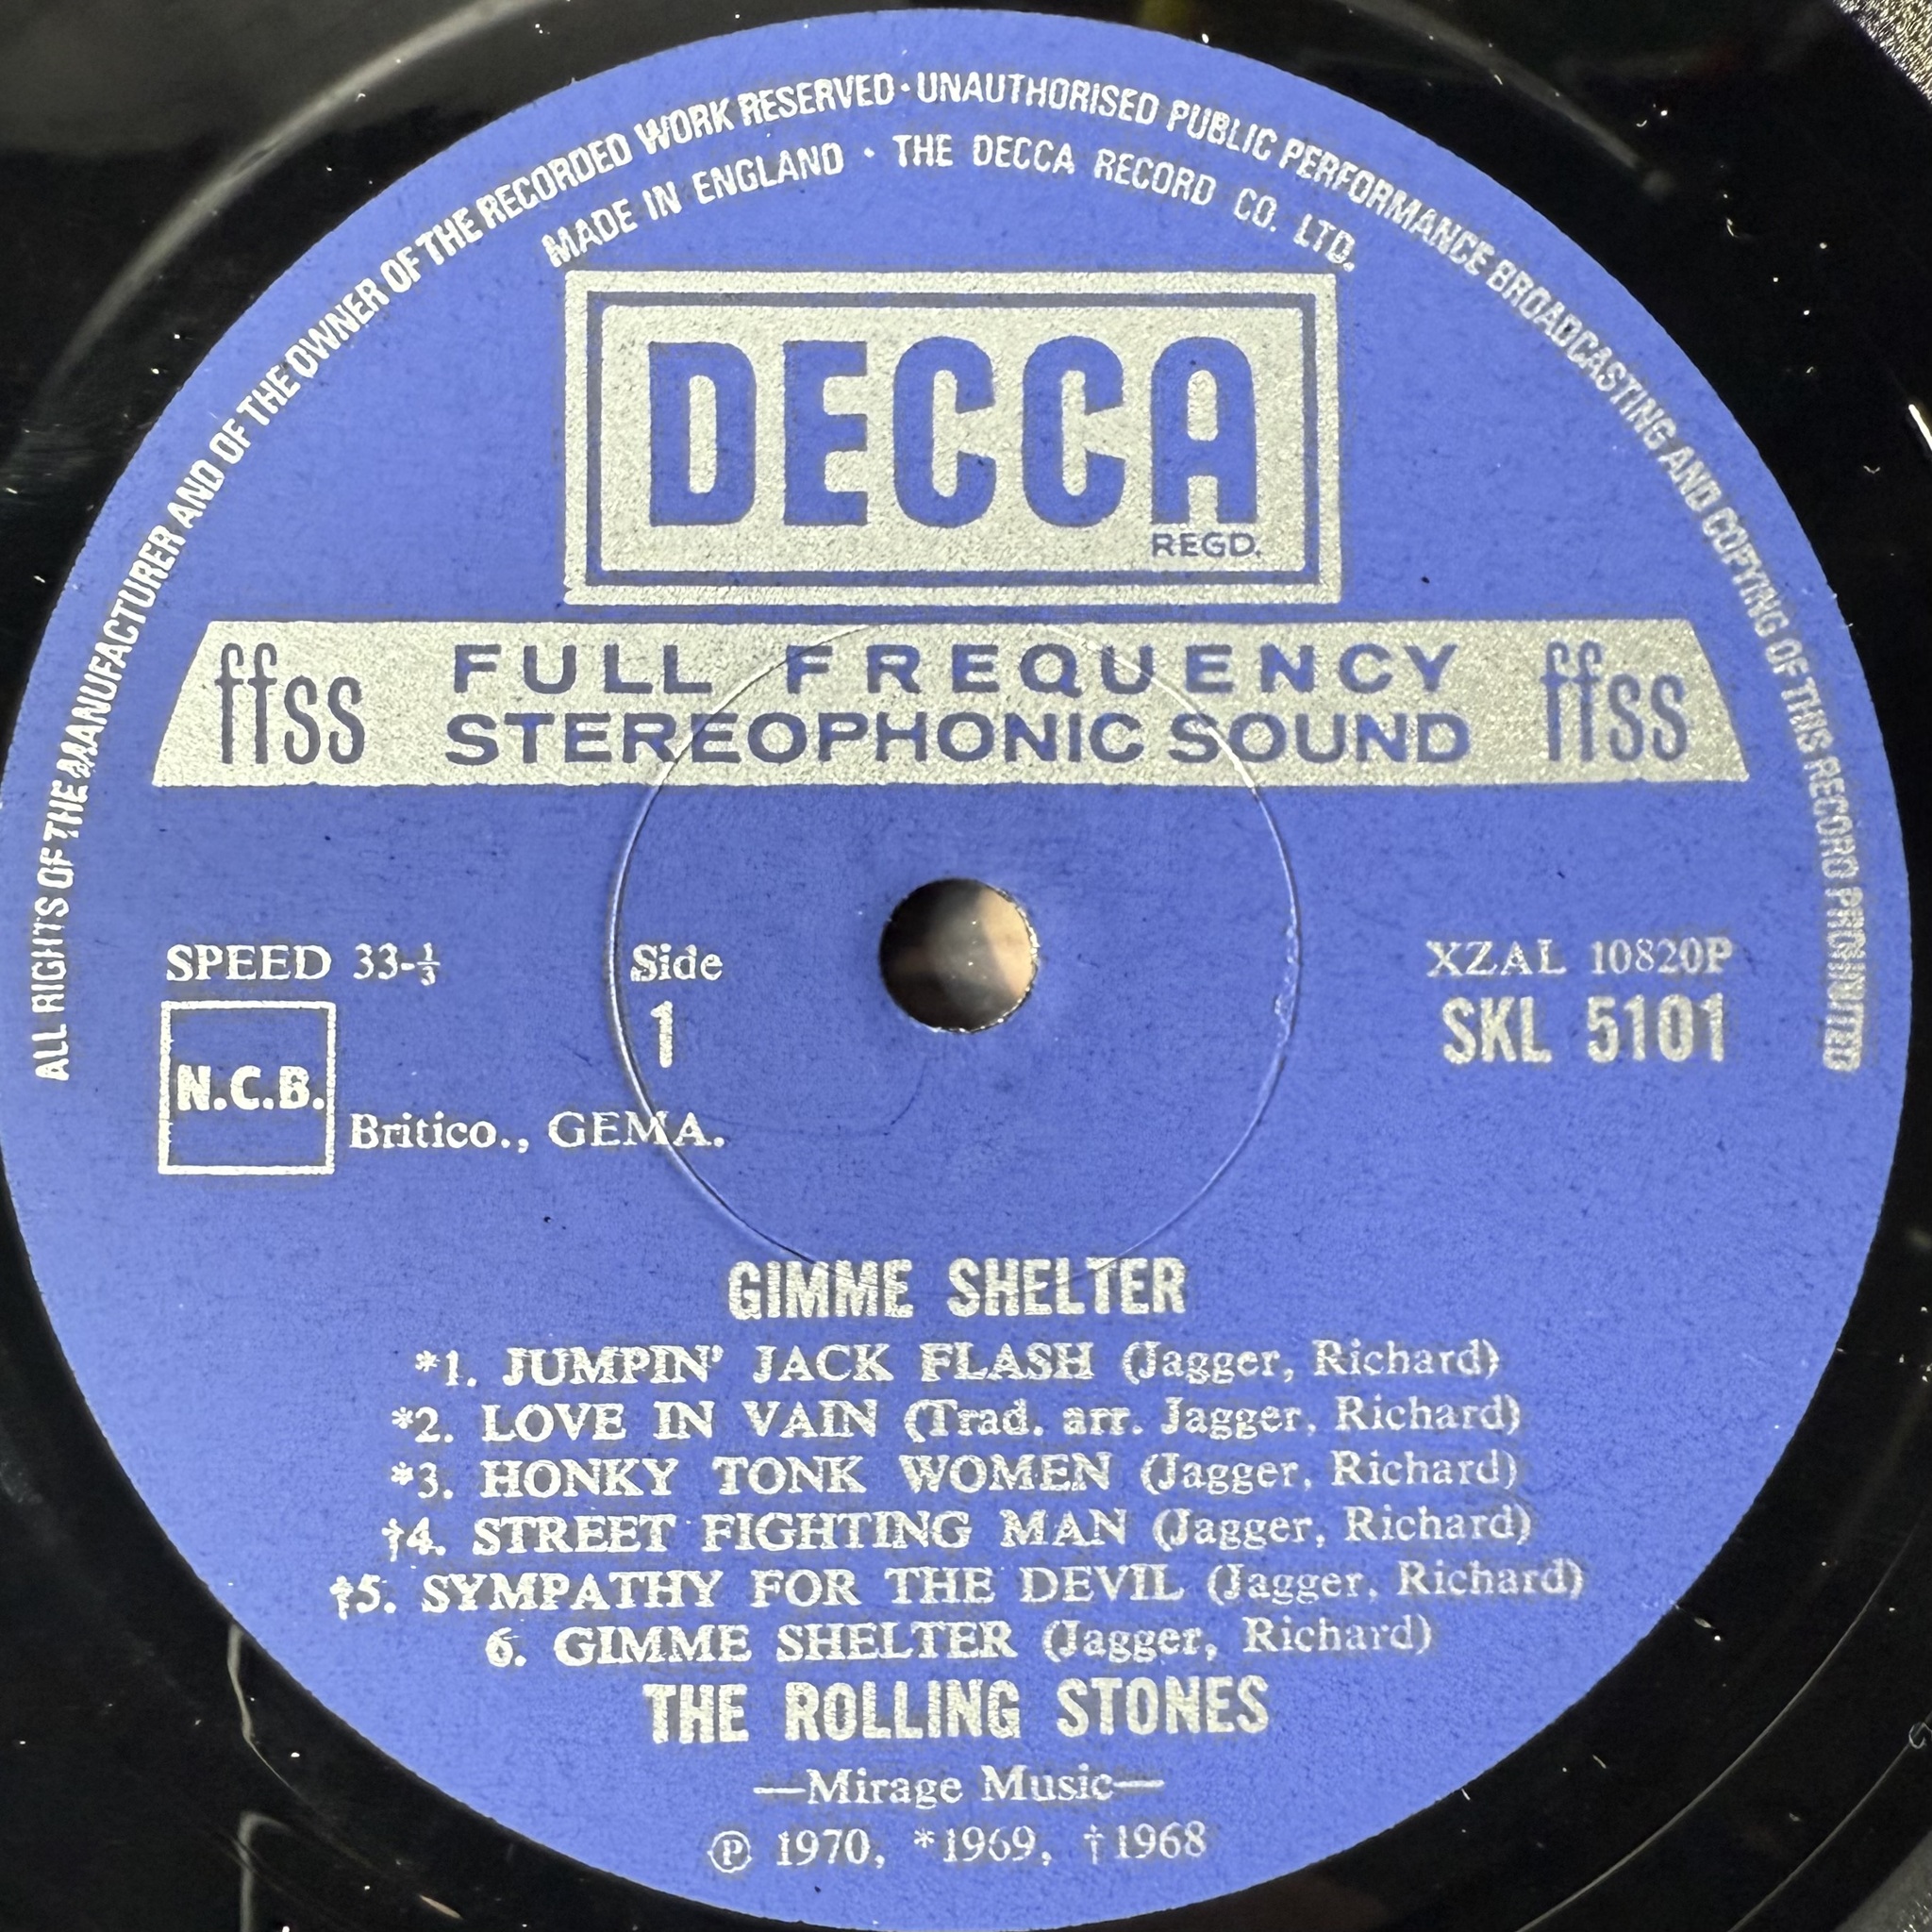 ALL RIGHTS OF THE MANUFACTURER AND OF THE OWNER OF THE RECORDED WORK RESERVED · UNAUTHORISED PUBLIC PERFORMANCE BROADCASTING AND COPYING OF THIS RECORD PROHIBITED
MADE IN ENGLAND · THE DECCA RECORD CO. LTD.
DECCA
REGD.
ffss FULL FREQUENCY STEREOPHONIC SOUND ffss
SPEED 33-⅓
Side
1
XZAL 10820P
SKL 5101
N.C.B.
Britico., GEMA.
GIMME SHELTER
*1. JUMPIN' JACK FLASH (Jagger, Richard)
*2. LOVE IN VAIN (Trad. arr. Jagger, Richard)
*3. HONKY TONK WOMEN (Jagger, Richard)
†4. STREET FIGHTING MAN (Jagger, Richard)
†5. SYMPATHY FOR THE DEVIL (Jagger, Richard)
6. GIMME SHELTER (Jagger, Richard)
THE ROLLING STONES
—Mirage Music—
℗ 1970, *1969, †1968